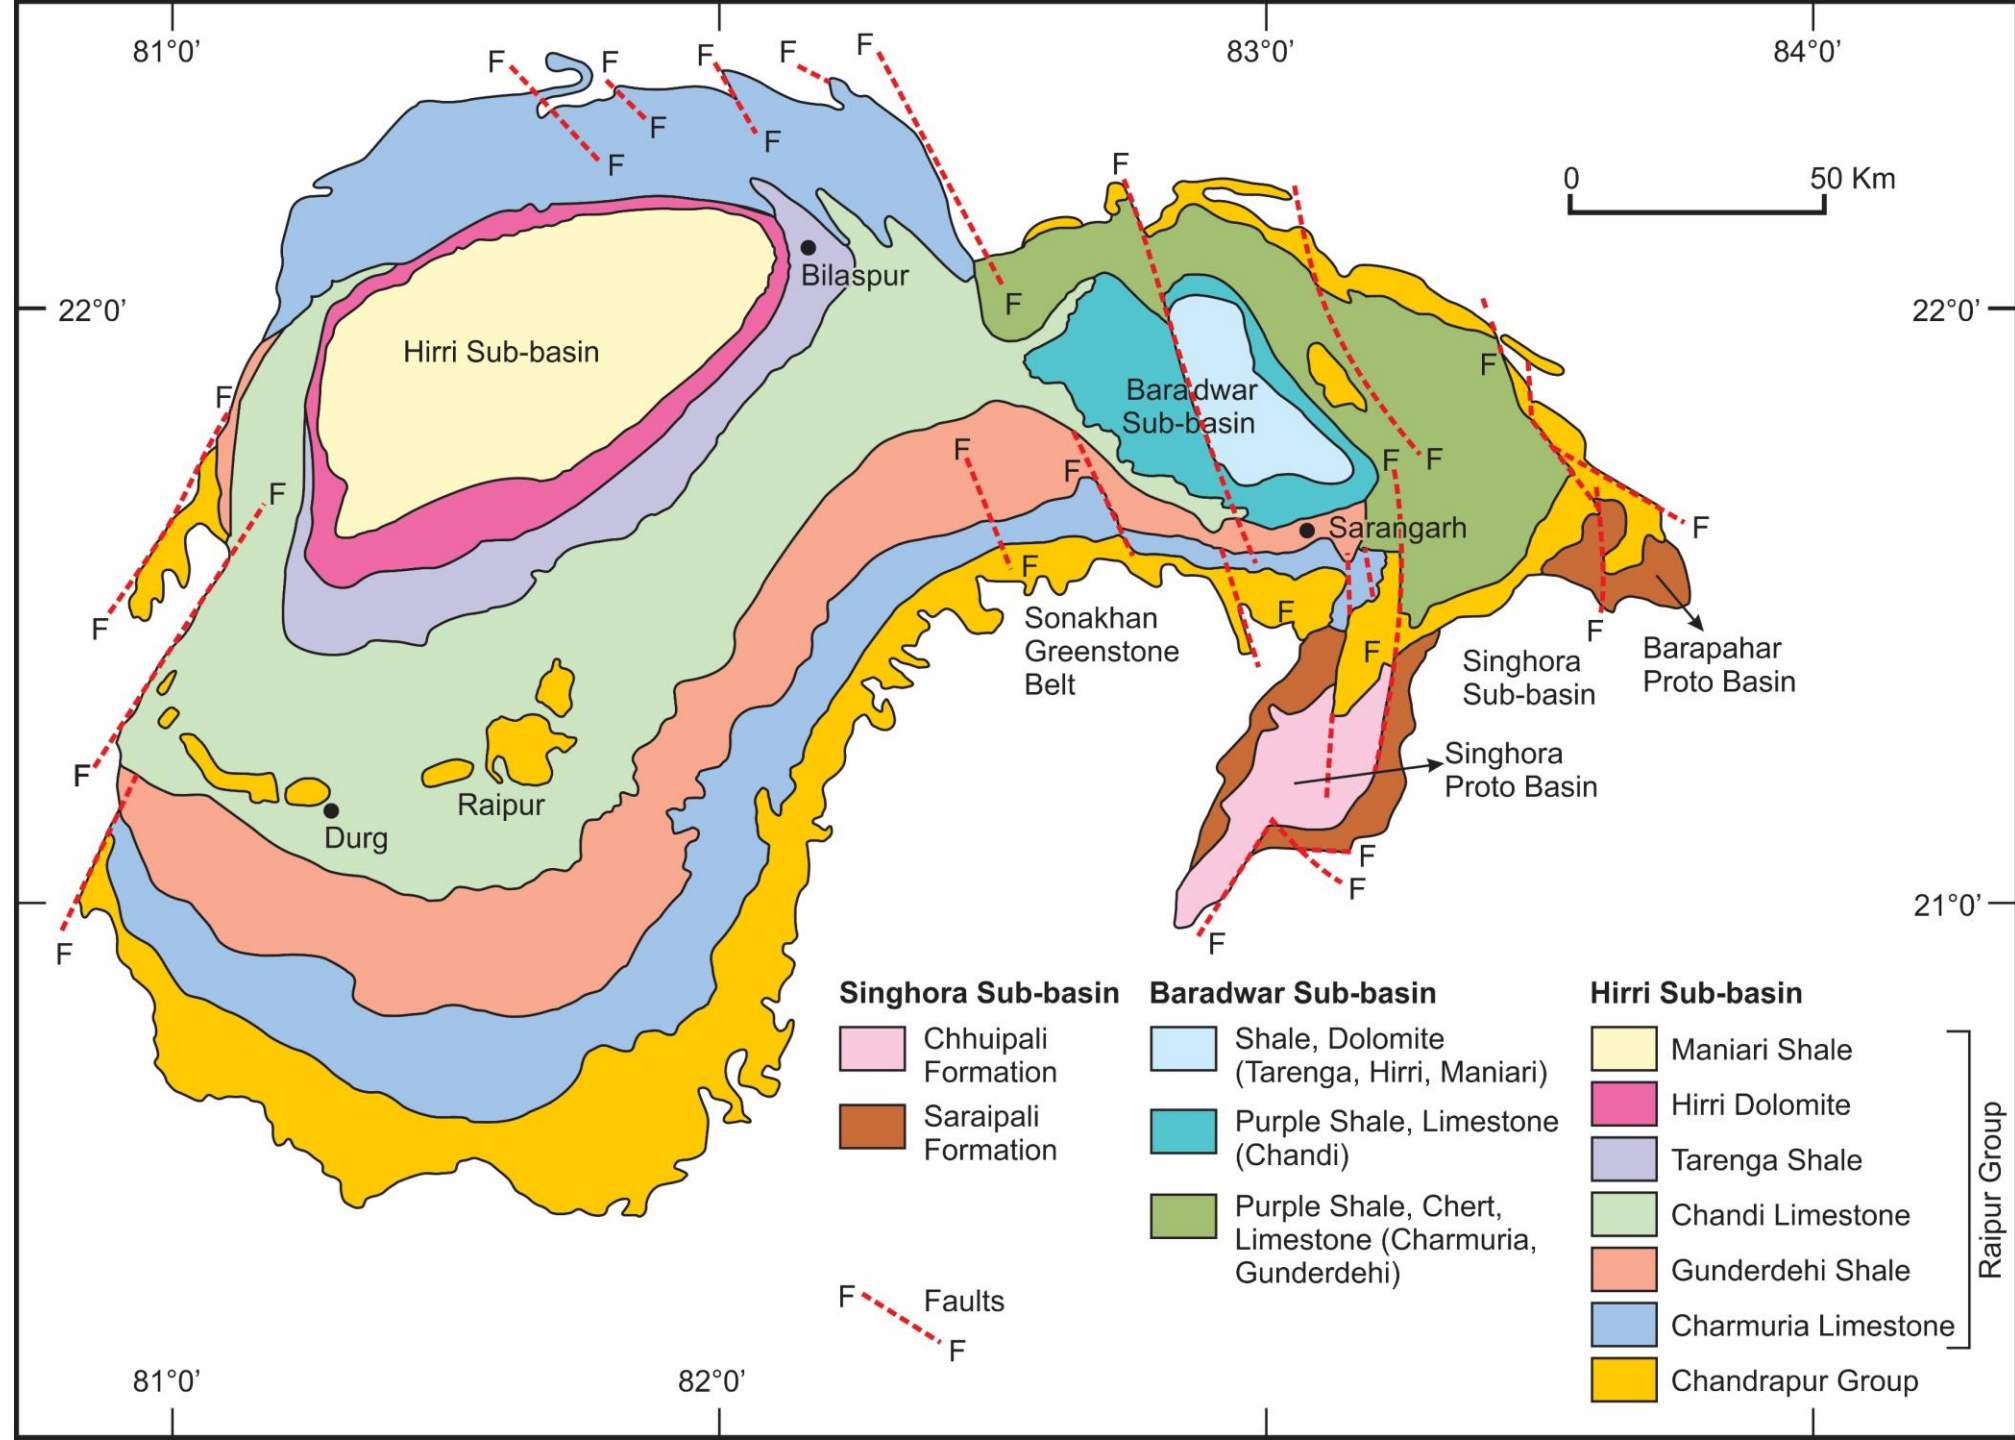 81°0’
83°0’
84°0’
F
F
F
F
F
F
F
F
F
0
50 Km
Bilaspur
F
22°0’
22°0’
Hirri Sub-basin
F
Baradwar
Sub-basin
F
F
F
F
F
F
F
Sarangarh
F
F
F
F
F
F
Sonakhan
Greenstone
Belt
F
Singhora
Sub-basin
Barapahar
Proto Basin
F
Singhora
Proto Basin
Raipur
Durg
F
F
21°0’
F
F
Singhora Sub-basin
Chhuipali
Formation
Saraipali
Formation
Baradwar Sub-basin
Shale, Dolomite
(Tarenga, Hirri, Maniari)
Purple Shale, Limestone
(Chandi)
Purple Shale, Chert,
Limestone (Charmuria,
Gunderdehi)
Hirri Sub-basin
Maniari Shale
Hirri Dolomite
Tarenga Shale
Chandi Limestone
Gunderdehi Shale
Charmuria Limestone
Chandrapur Group
Raipur Group
F
Faults
F
81°0’
82°0’